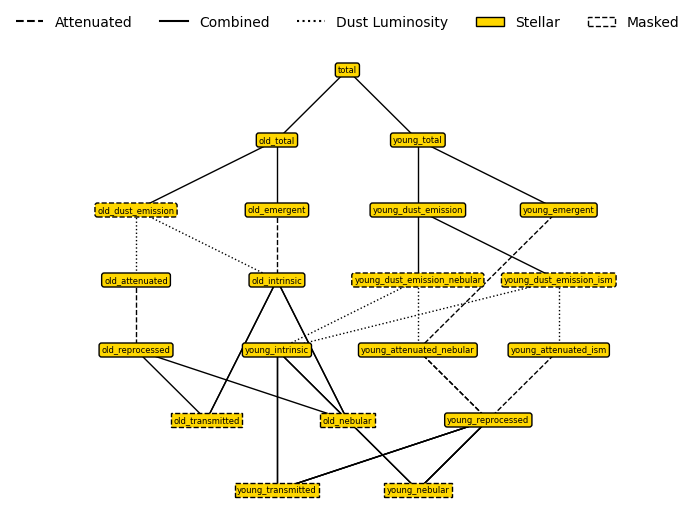 Attenuated Combined Dust Luminosity Stellar Masked
total
old_total young_total
old_dust_emission old_emergent young_dust_emission young_emergent
old_attenuated old_intrinsic young_dust_emission_nebular young_dust_emission_ism
old_reprocessed young_intrinsic young_attenuated_nebular young_attenuated_ism
old_transmitted old_nebular young_reprocessed
young_transmitted young_nebular